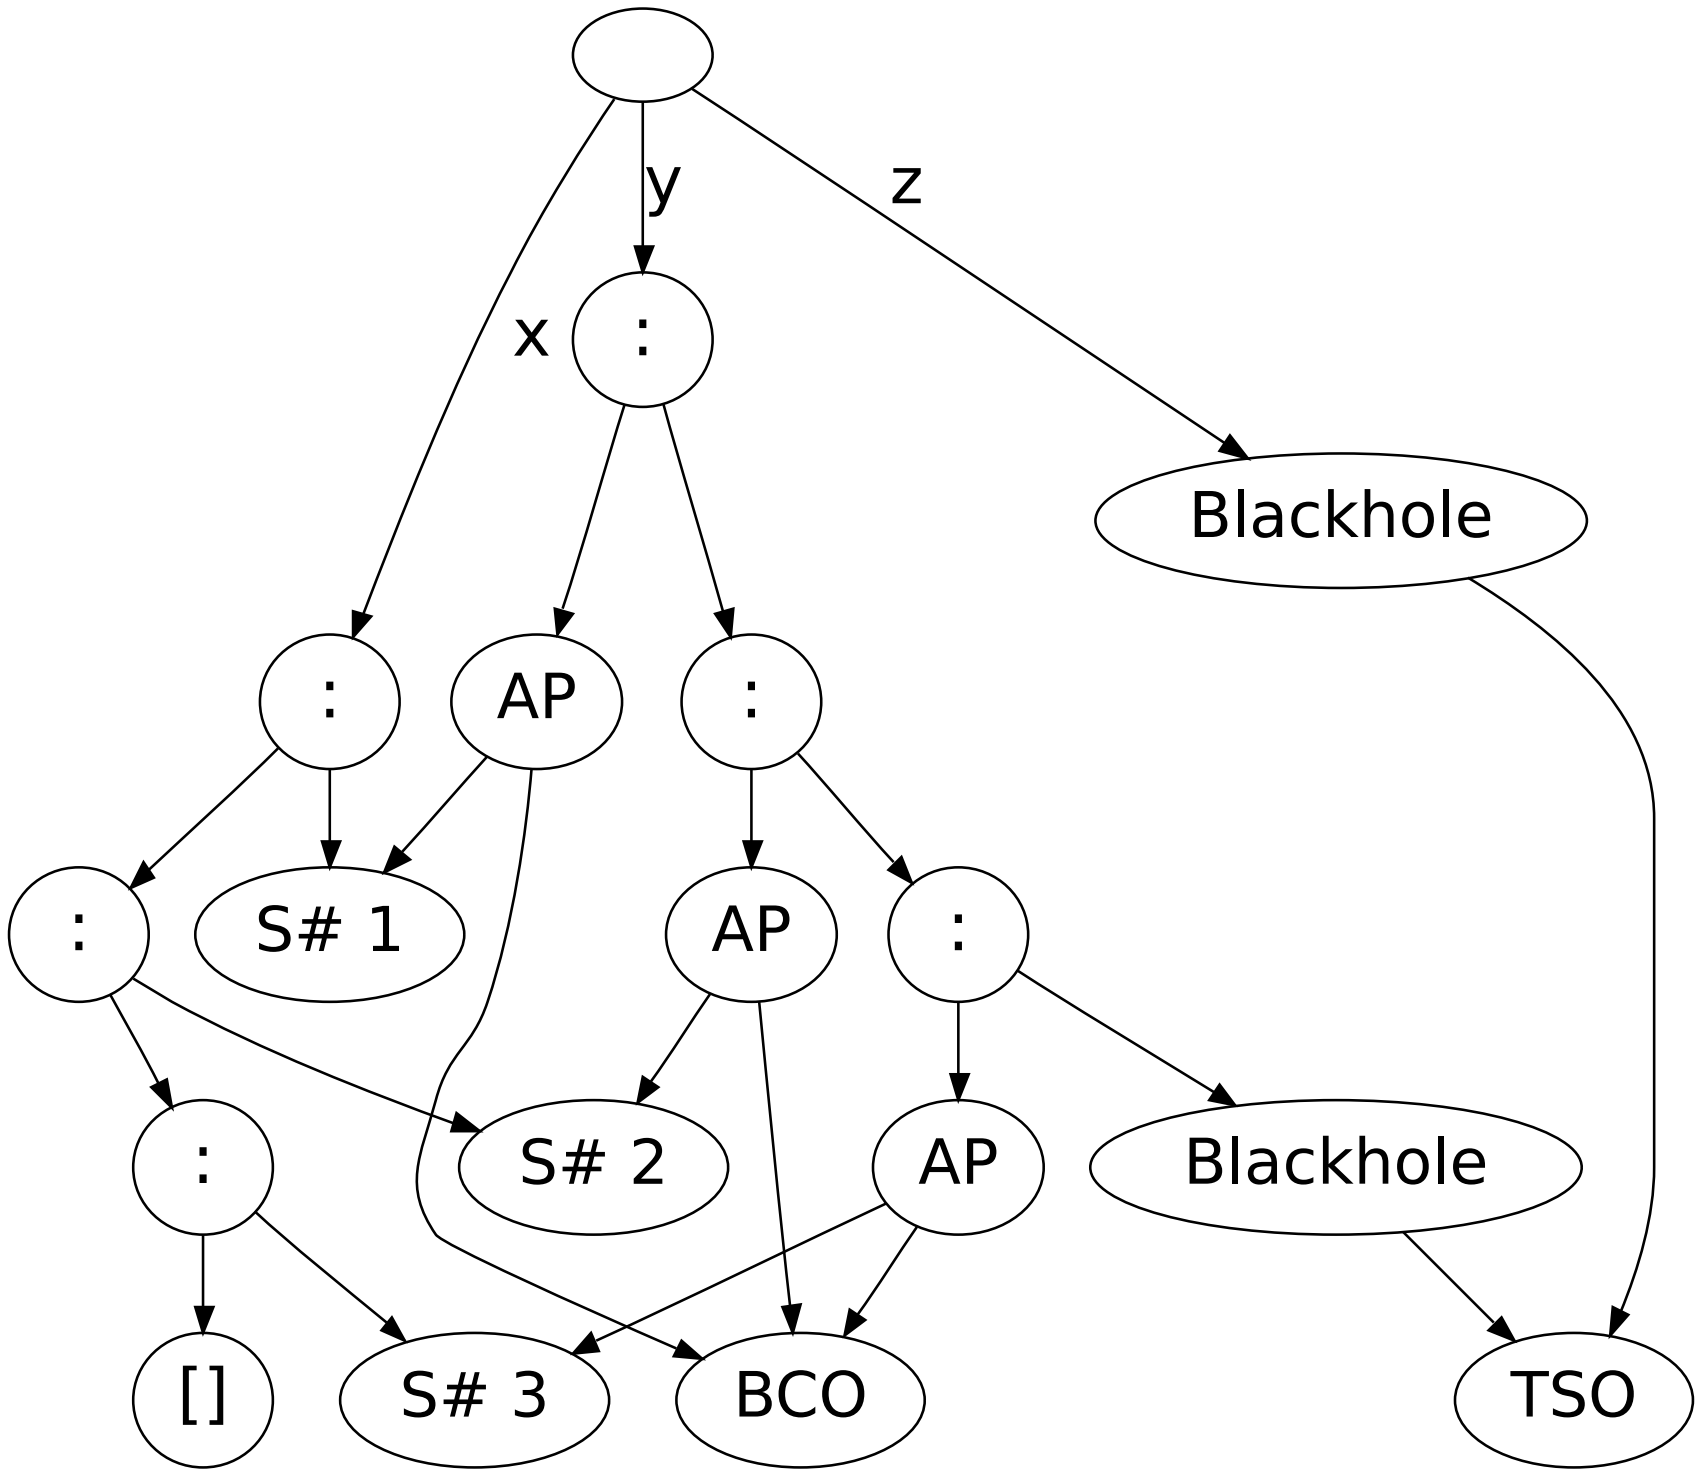 y
z
x
:
Blackhole
:
AP
:
:
S# 1
AP
:
:
S# 2
AP
Blackhole
[]
S# 3
BCO
TSO